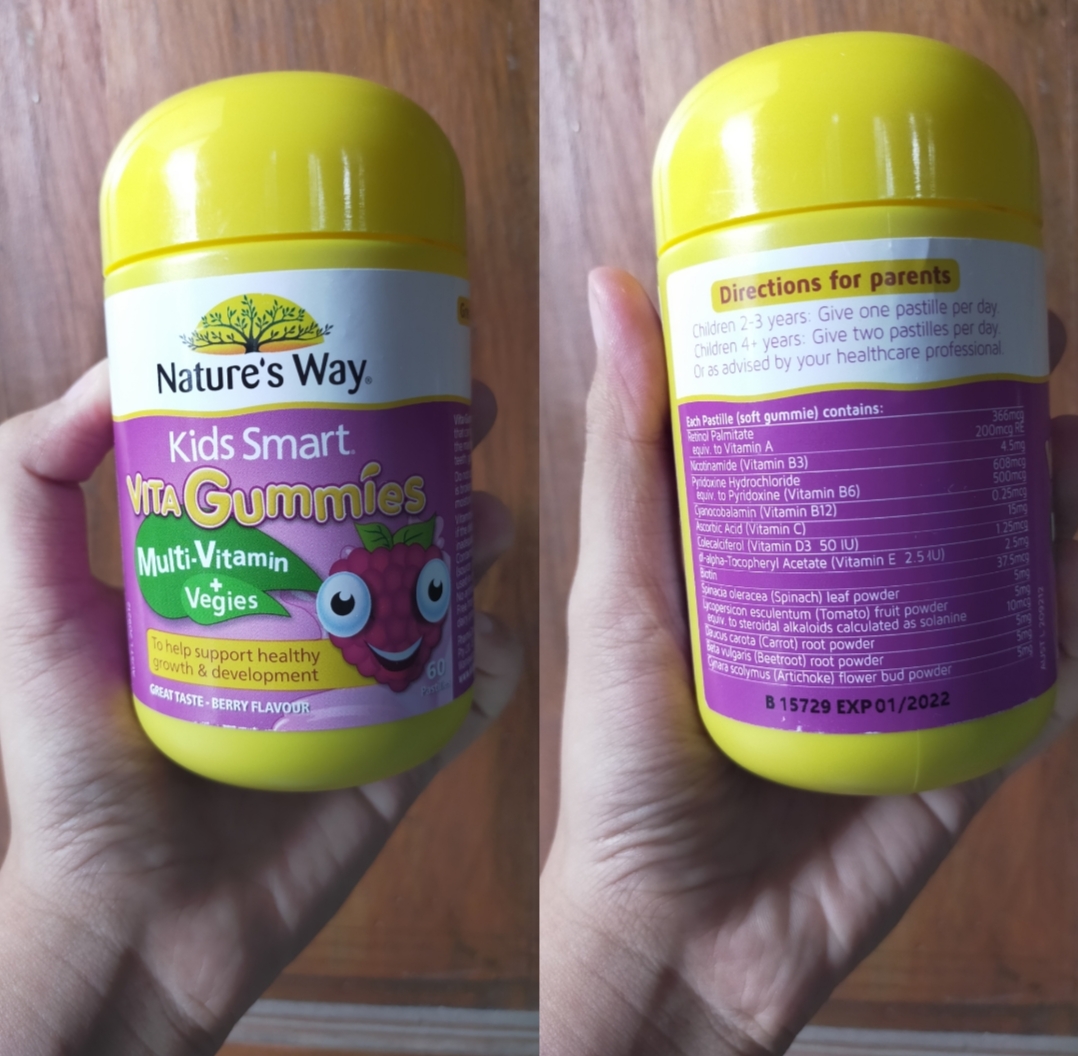 Nature's Way®
Kids Smart®
VITA Gummies
Multi-Vitamin
+
Vegies
To help support healthy
growth & development
GREAT TASTE - BERRY FLAVOUR
60
Directions for parents
Children 2-3 years: Give one pastille per day.
Children 4+ years: Give two pastilles per day.
Or as advised by your healthcare professional.
Each Pastille (soft gummie) contains:
Retinol Palmitate 366mcg
equiv. to Vitamin A 200mcg RE
Nicotinamide (Vitamin B3) 4.5mg
Pyridoxine Hydrochloride 608mcg
equiv. to Pyridoxine (Vitamin B6) 500mcg
Cyanocobalamin (Vitamin B12) 0.25mcg
Ascorbic Acid (Vitamin C) 15mg
Colecalciferol (Vitamin D3 50 IU) 1.25mcg
dl-alpha-Tocopheryl Acetate (Vitamin E 2.5 IU) 2.5mg
Biotin 37.5mcg
Spinacia oleracea (Spinach) leaf powder 5mg
Lycopersicon esculentum (Tomato) fruit powder 5mg
equiv. to steroidal alkaloids calculated as solanine 10mcg
Daucus carota (Carrot) root powder 5mg
Beta vulgaris (Beetroot) root powder 5mg
Cynara scolymus (Artichoke) flower bud powder
B 15729 EXP 01/2022